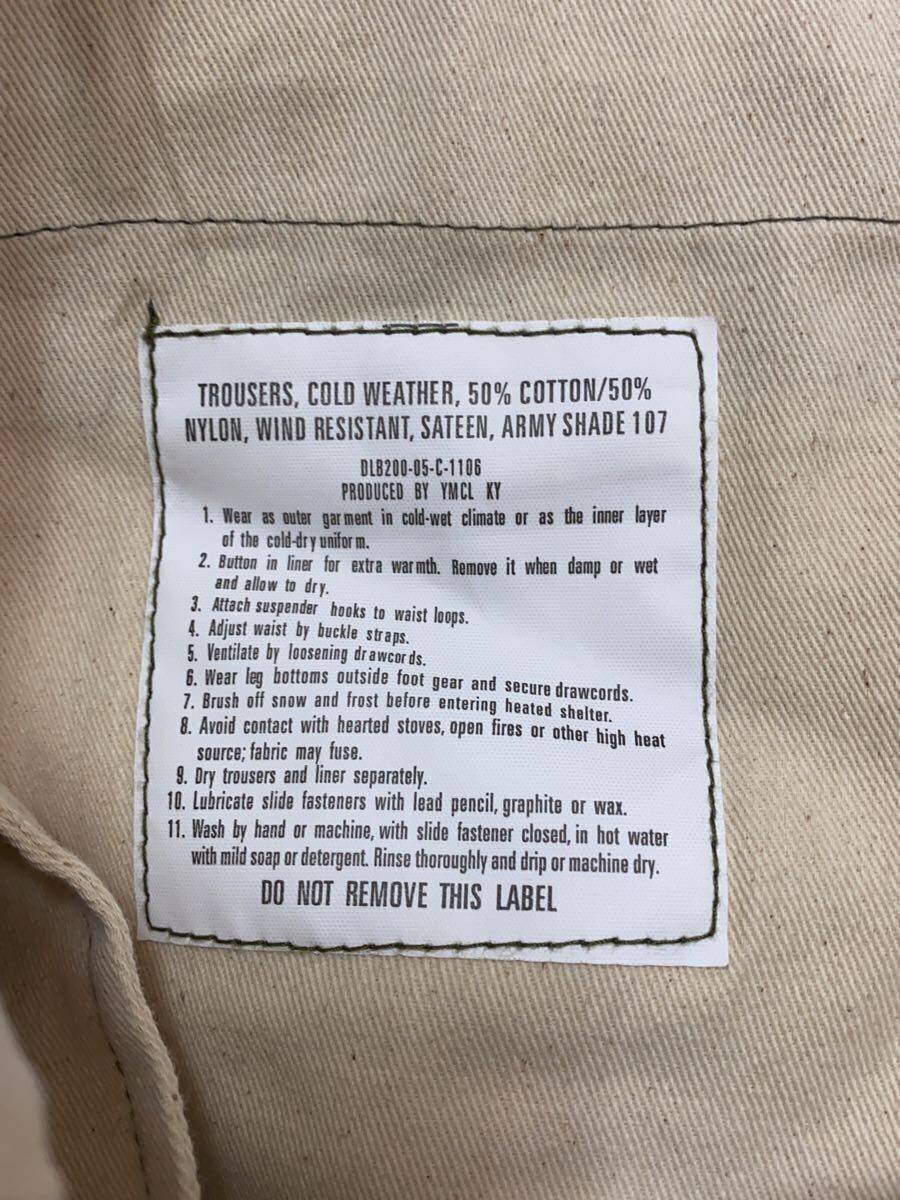 TROUSERS, COLD WEATHER, 50% COTTON/50%
NYLON, WIND RESISTANT, SATEEN, ARMY SHADE 107
DLB200-05-C-1106
PRODUCED BY YMCL KY
1. Wear as outer garment in cold-wet climate or as the inner layer
of the cold-dry uniform.
2. Button in liner for extra warmth. Remove it when damp or wet
and allow to dry.
3. Attach suspender hooks to waist loops.
4. Adjust waist by buckle straps.
5. Ventilate by loosening drawcords.
6. Wear leg bottoms outside foot gear and secure drawcords.
7. Brush off snow and frost before entering heated shelter.
8. Avoid contact with hearted stoves, open fires or other high heat
source; fabric may fuse.
9. Dry trousers and liner separately.
10. Lubricate slide fasteners with lead pencil, graphite or wax.
11. Wash by hand or machine, with slide fastener closed, in hot water
with mild soap or detergent. Rinse thoroughly and drip or machine dry.
DO NOT REMOVE THIS LABEL